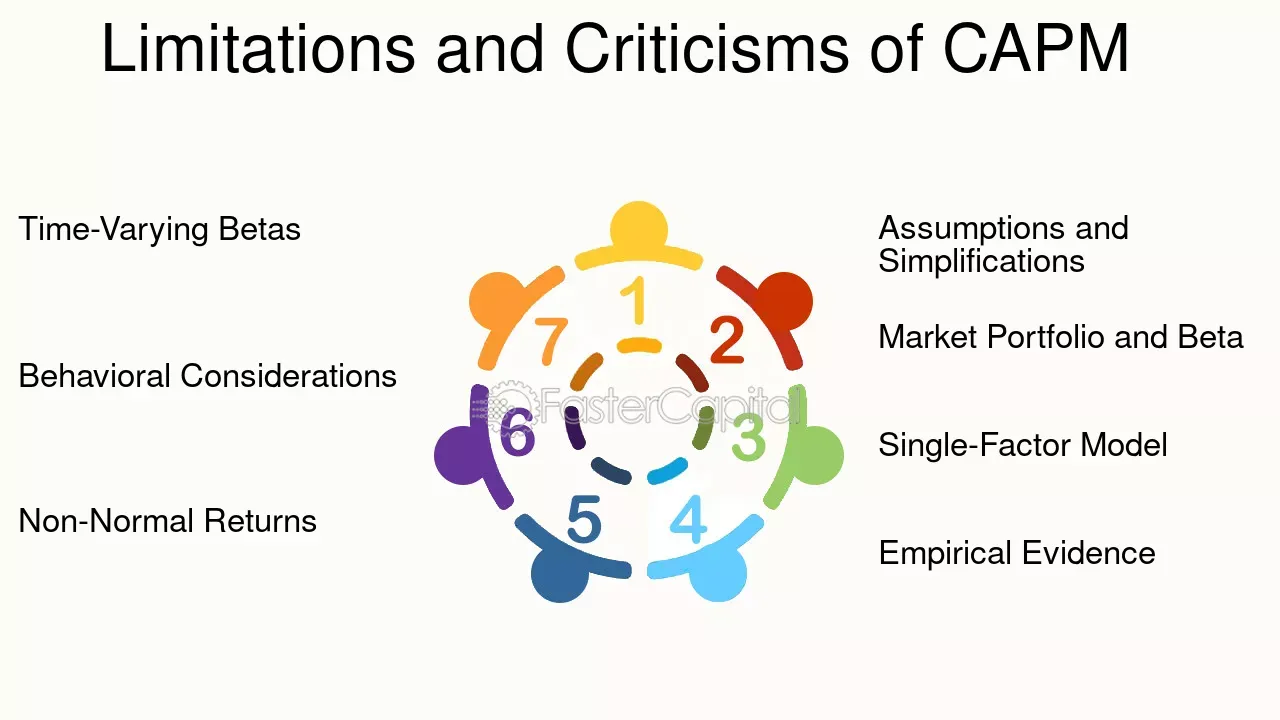 Limitations and Criticisms of CAPM
Time-Varying Betas
Behavioral Considerations
Non-Normal Returns
1
2
3
4
5
6
7
FasterCapital
Assumptions and
Simplifications
Market Portfolio and Beta
Single-Factor Model
Empirical Evidence